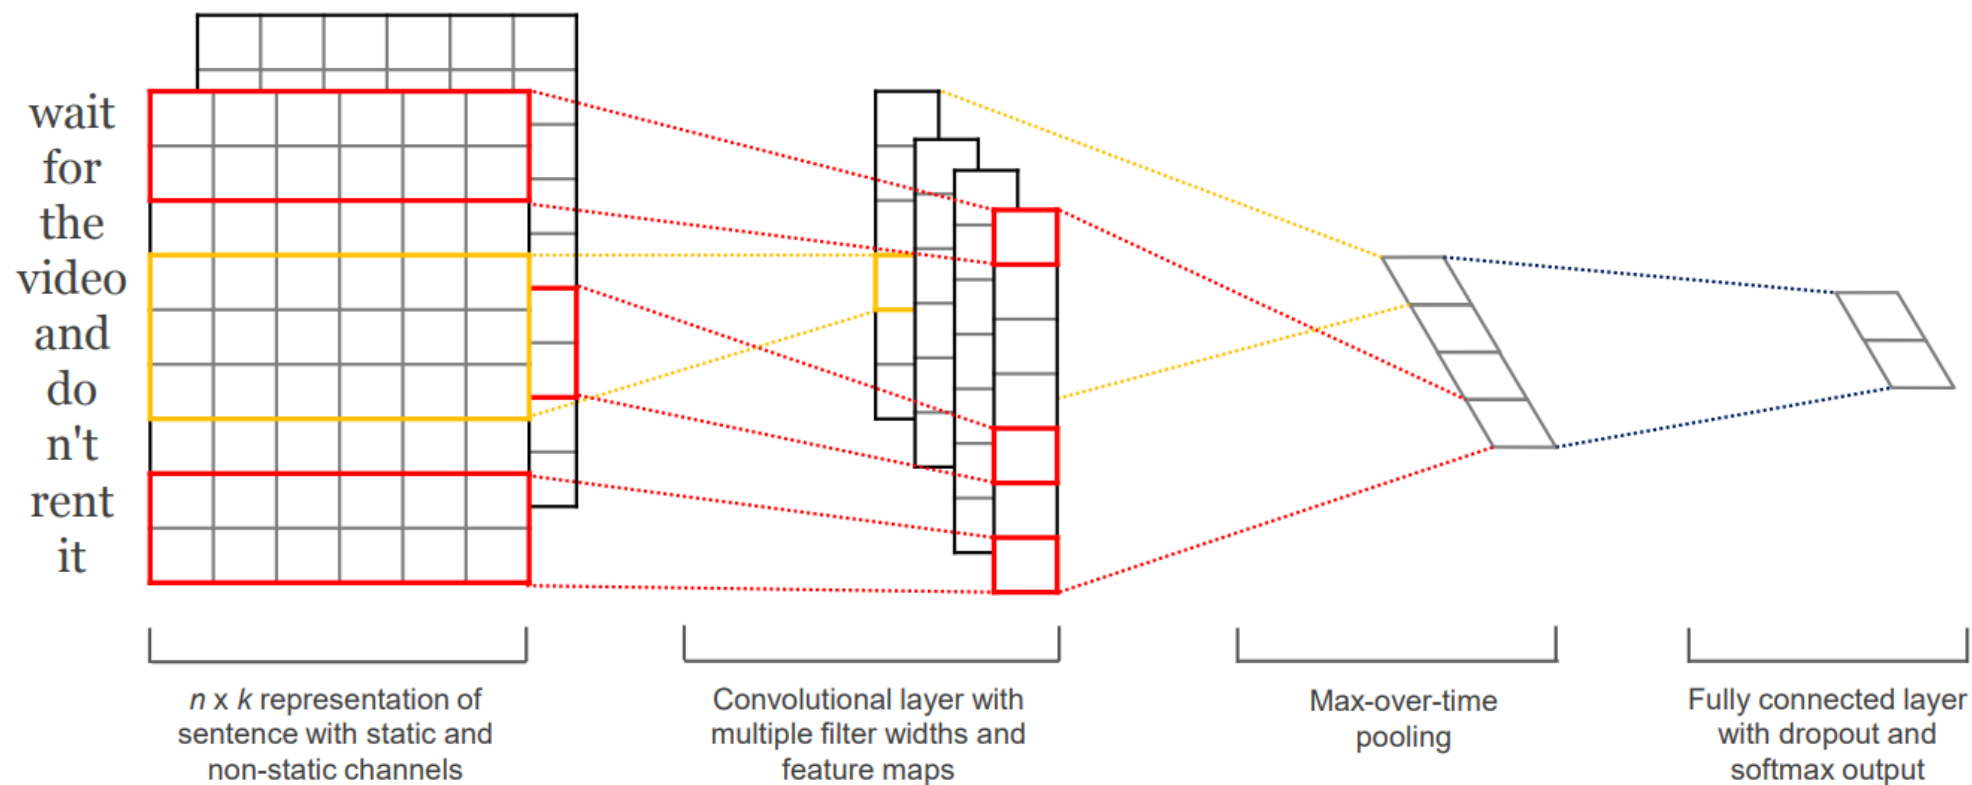 wait
for
the
video
and
do
n't
rent
it
n x k representation of
sentence with static and
non-static channels
Convolutional layer with
multiple filter widths and
feature maps
Max-over-time
pooling
Fully connected layer
with dropout and
softmax output